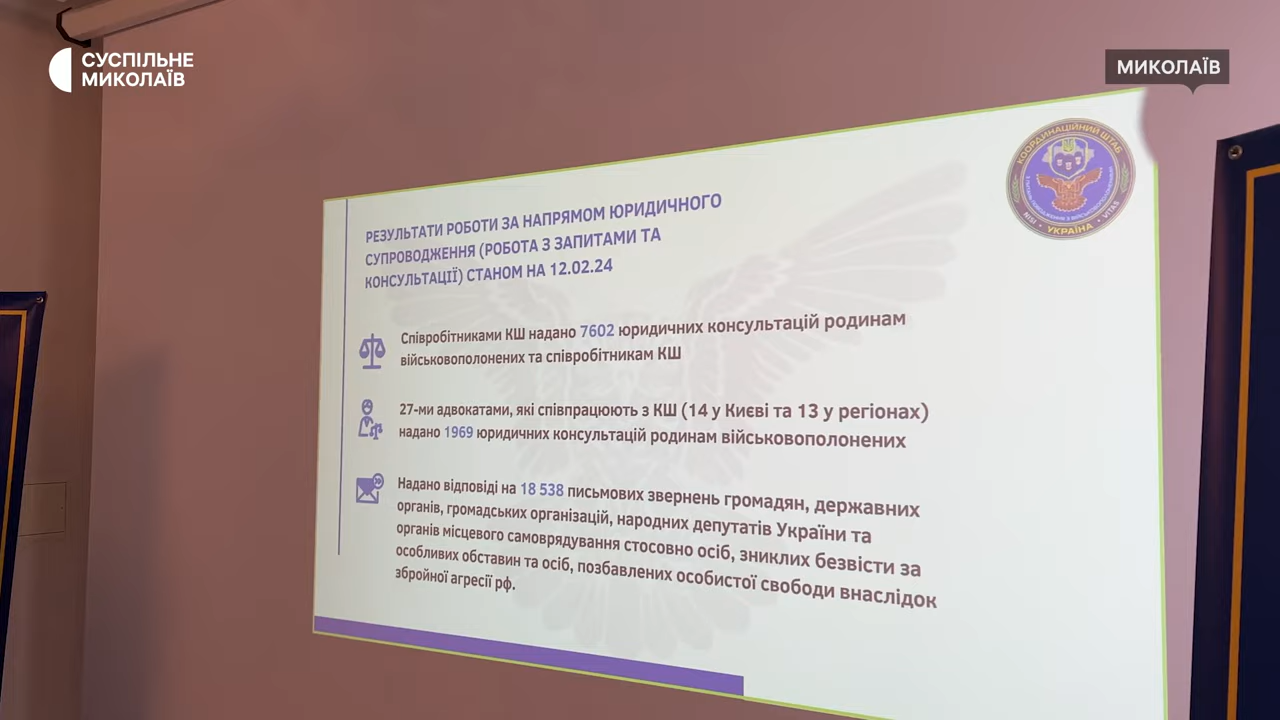 СУСПІЛЬНЕ
МИКОЛАЇВ
МИКОЛАЇВ
КООРДИНАЦІЙНИЙ ШТАБ
NISI • УКРАЇНА • VITAS
РЕЗУЛЬТАТИ РОБОТИ ЗА НАПРЯМОМ ЮРИДИЧНОГО
СУПРОВОДЖЕННЯ (РОБОТА З ЗАПИТАМИ ТА
КОНСУЛЬТАЦІЇ) СТАНОМ НА 12.02.24
Співробітниками КШ надано 7602 юридичних консультацій родинам
військовополонених та співробітникам КШ
27-ми адвокатами, які співпрацюють з КШ (14 у Києві та 13 у регіонах)
надано 1969 юридичних консультацій родинам військовополонених
Надано відповіді на 18 538 письмових звернень громадян, державних
органів, громадських організацій, народних депутатів України та
органів місцевого самоврядування стосовно осіб, зниклих безвісти за
особливих обставин та осіб, позбавлених особистої свободи внаслідок
збройної агресії рф.